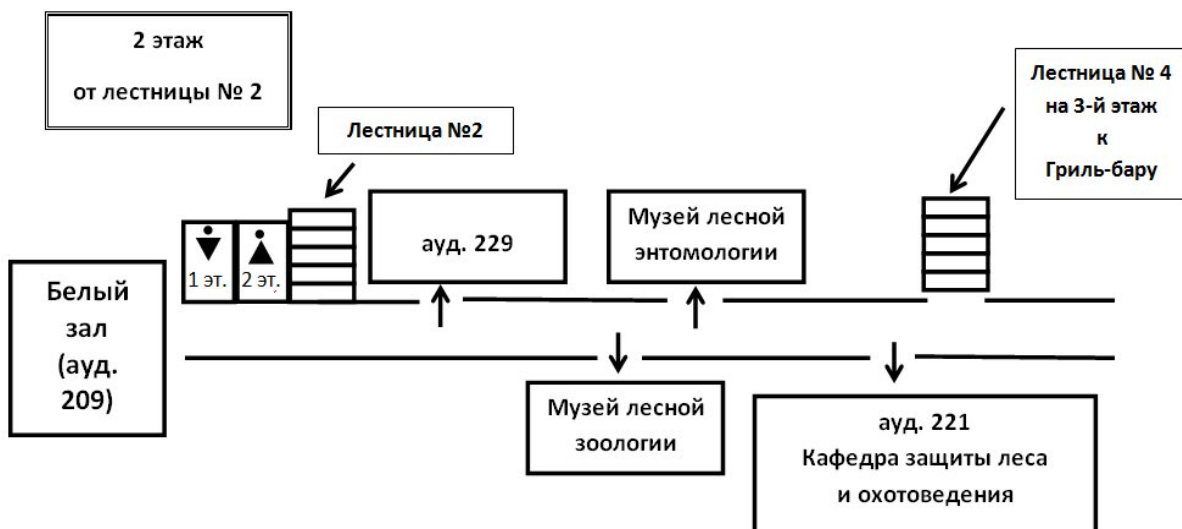 2 этаж
от лестницы № 2
Лестница №2
Лестница № 4
на 3-й этаж
к
Гриль-бару
1 эт.
2 эт.
ауд. 229
Музей лесной
энтомологии
Белый
зал
(ауд.
209)
Музей лесной
зоологии
ауд. 221
Кафедра защиты леса
и охотоведения